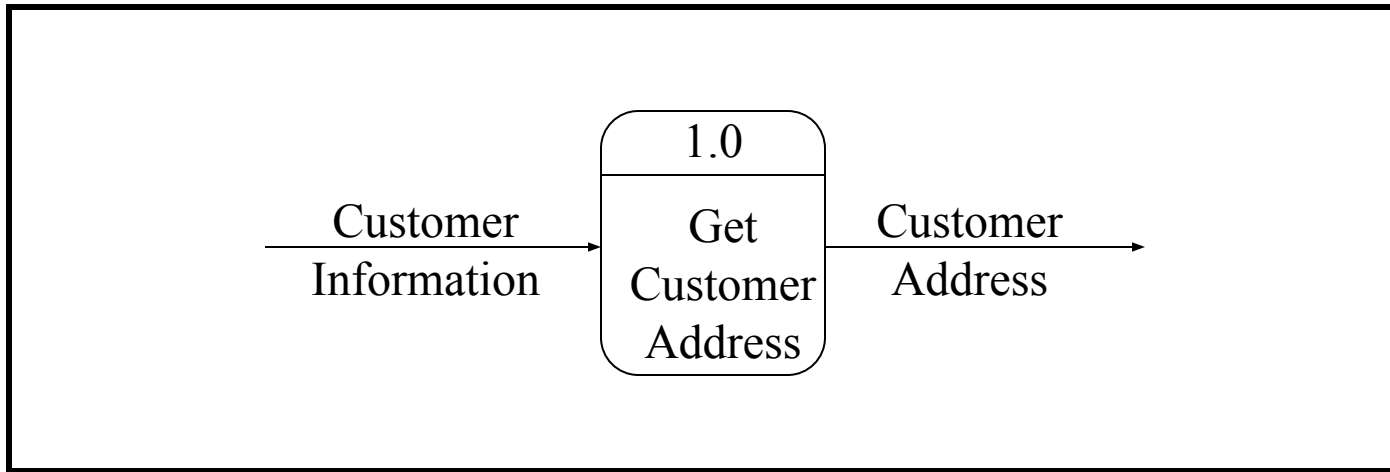 1.0
Customer
Information
Get
Customer
Address
Customer
Address